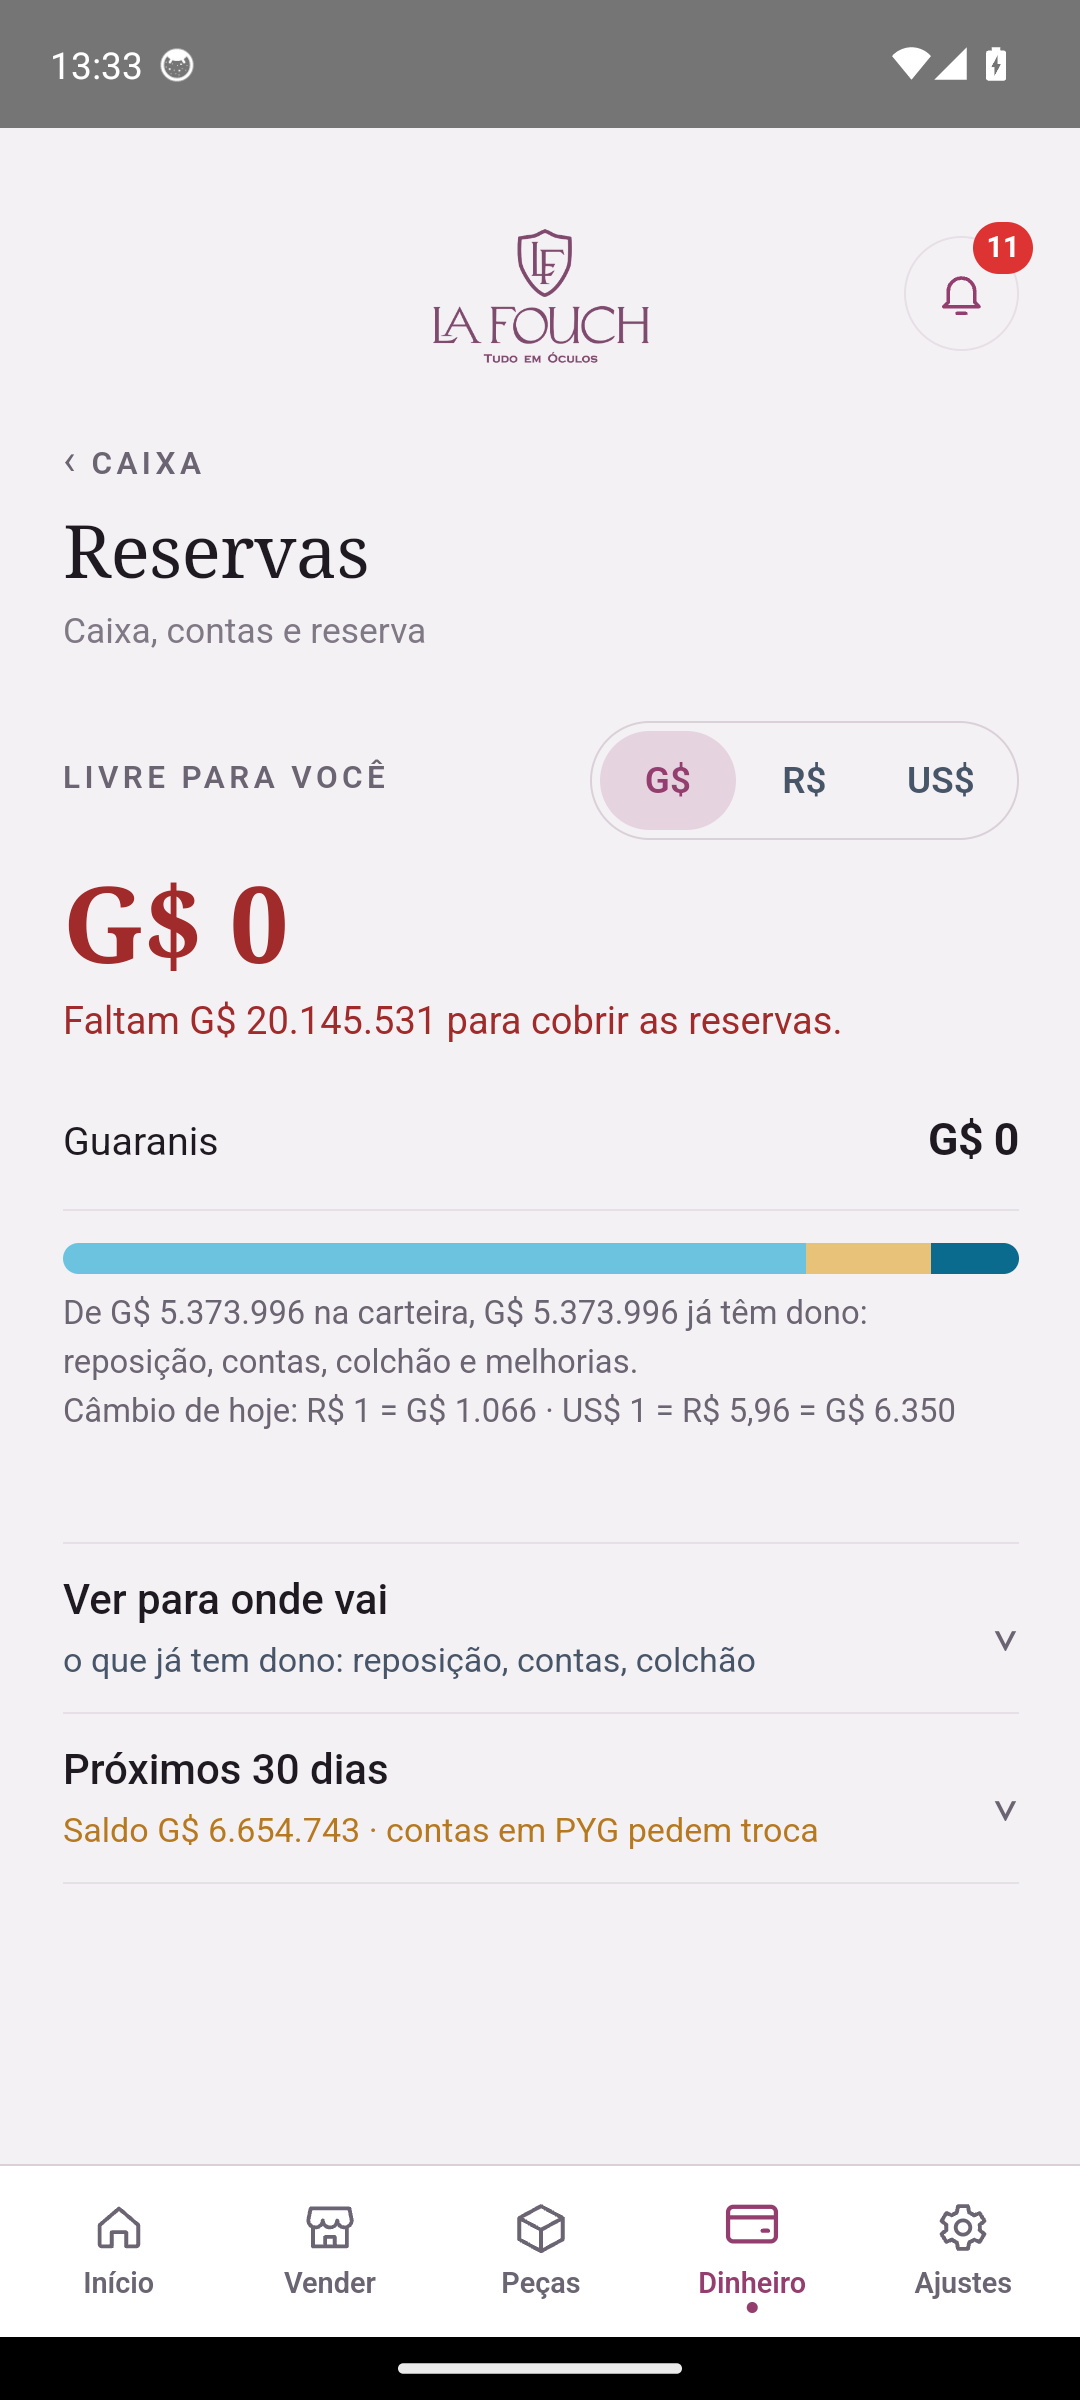 13:33
11
LF
LA FOUCH
TUDO EM ÓCULOS
‹ CAIXA
Reservas
Caixa, contas e reserva
LIVRE PARA VOCÊ
G$ R$ US$
G$ 0
Faltam G$ 20.145.531 para cobrir as reservas.
Guaranis G$ 0
De G$ 5.373.996 na carteira, G$ 5.373.996 já têm dono:
reposição, contas, colchão e melhorias.
Câmbio de hoje: R$ 1 = G$ 1.066 · US$ 1 = R$ 5,96 = G$ 6.350
Ver para onde vai
o que já tem dono: reposição, contas, colchão
Próximos 30 dias
Saldo G$ 6.654.743 · contas em PYG pedem troca
Início Vender Peças Dinheiro Ajustes